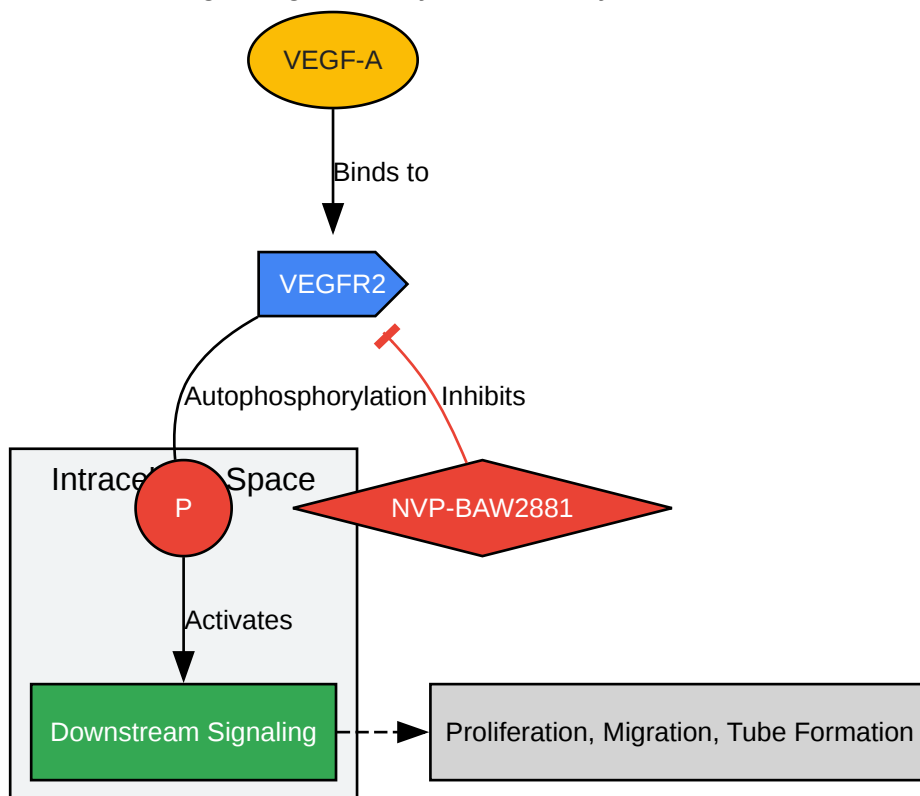 VEGF-A
Binds to
VEGFR2
Autophosphorylation
Inhibits
Space
P
NVP-BAW2881
Activates
Downstream Signaling
Proliferation, Migration, Tube Formation